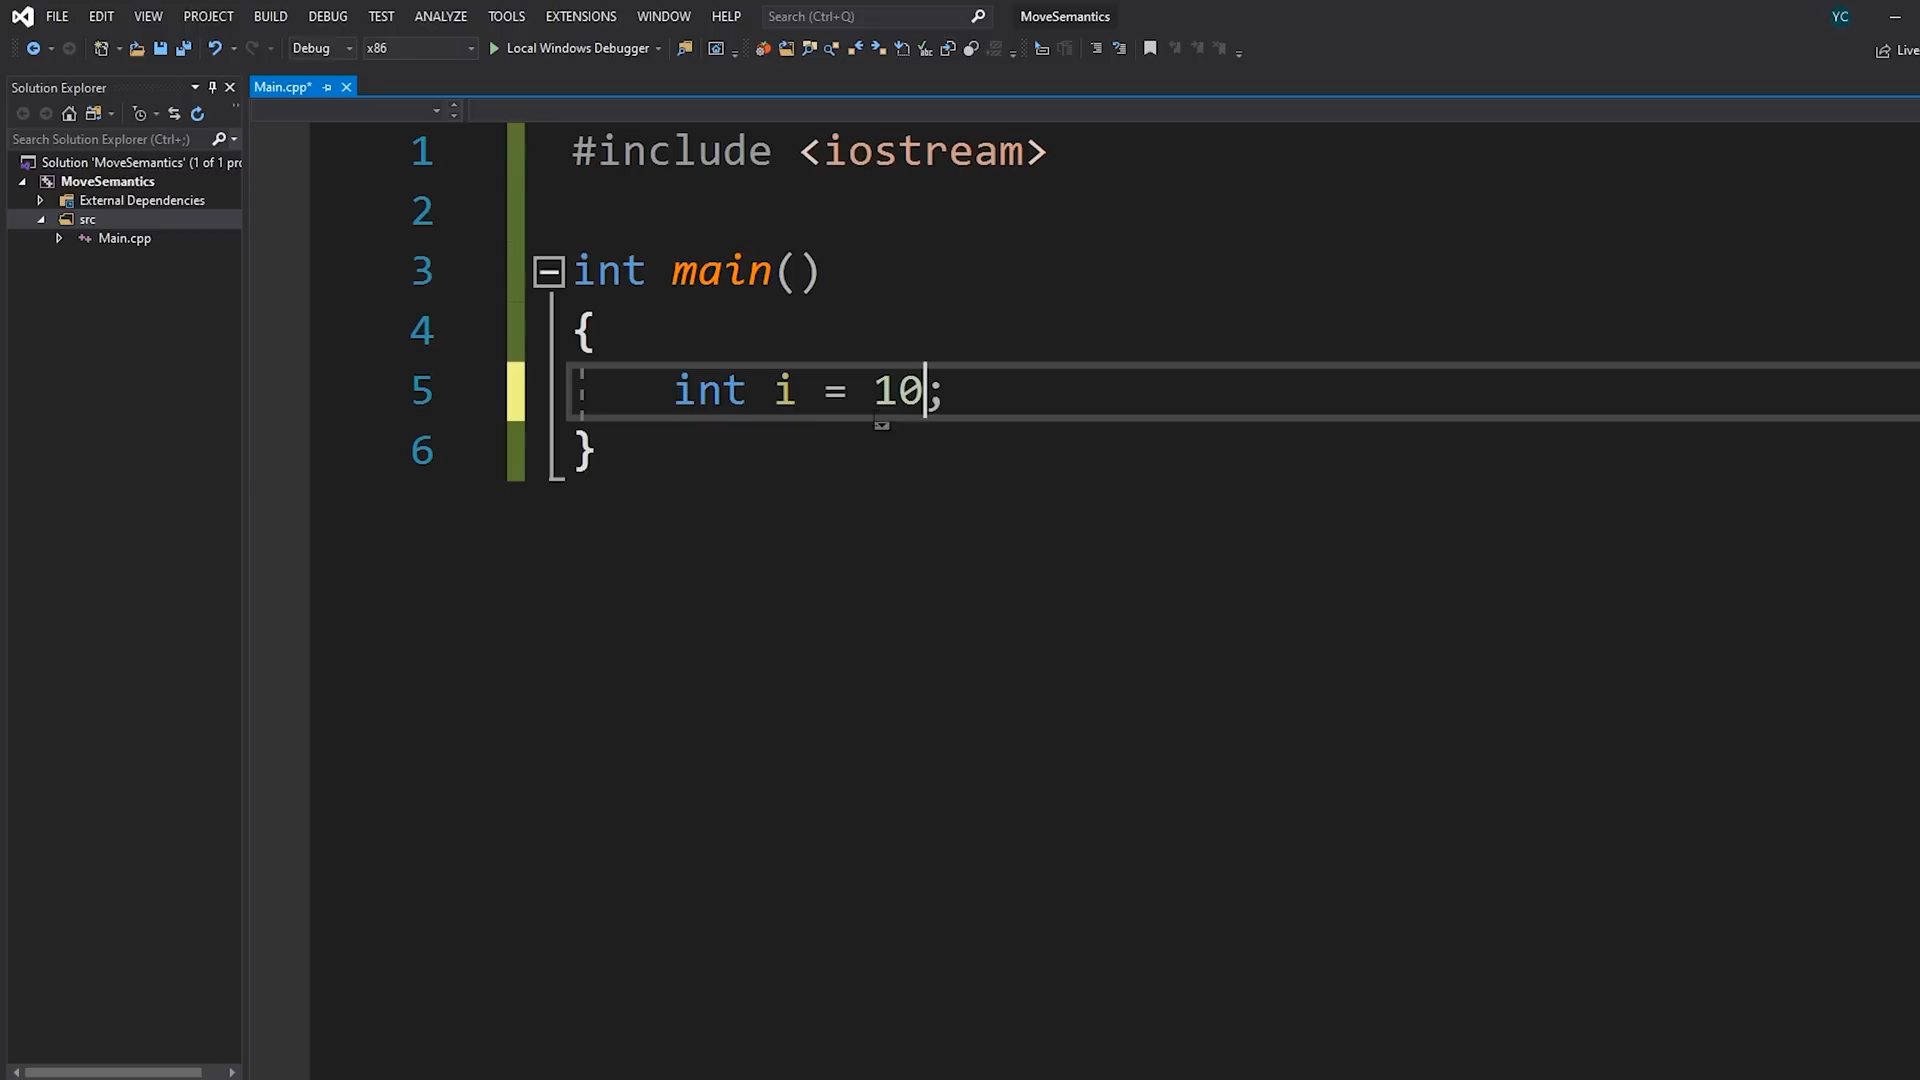 FILE EDIT VIEW PROJECT BUILD DEBUG TEST ANALYZE TOOLS EXTENSIONS WINDOW HELP Search (Ctrl+Q) MoveSemantics YC
Debug x86 Local Windows Debugger Live
Solution Explorer
Main.cpp*
Search Solution Explorer (Ctrl+;)
Solution 'MoveSemantics' (1 of 1 pro
MoveSemantics
External Dependencies
src
Main.cpp
1 #include <iostream>
2
3 int main()
4 {
5 int i = 10;
6 }